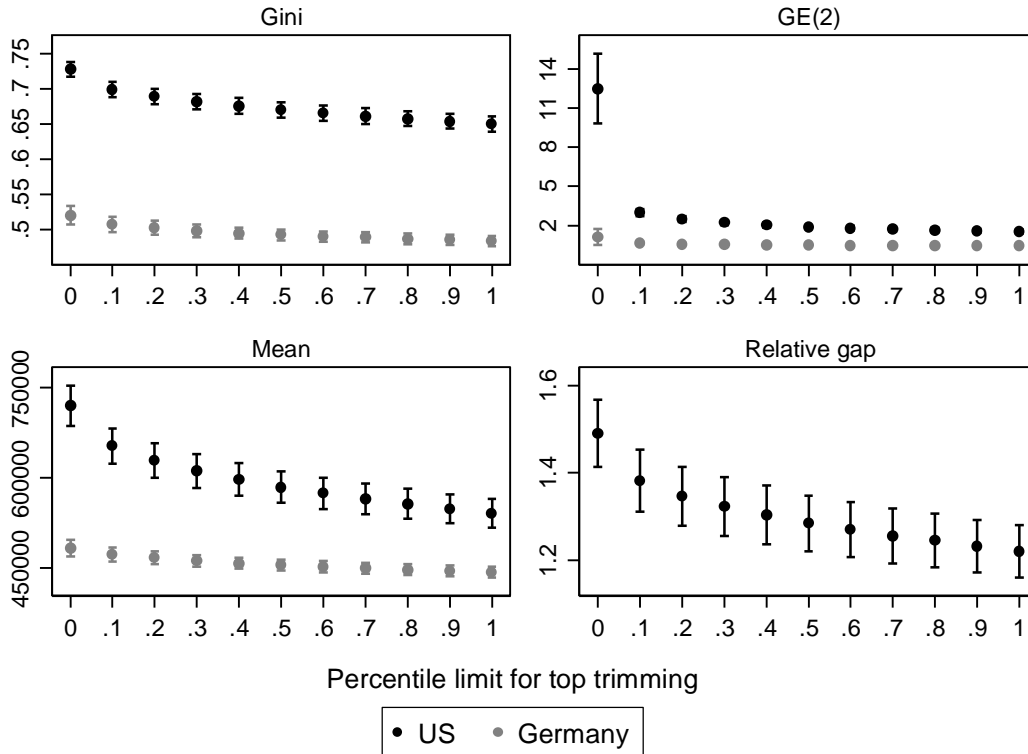 Gini
.75
.7
.65
.6
.55
.5
0 .1 .2 .3 .4 .5 .6 .7 .8 .9 1
GE(2)
14
11
8
5
2
0 .1 .2 .3 .4 .5 .6 .7 .8 .9 1
Mean
750000
600000
450000
0 .1 .2 .3 .4 .5 .6 .7 .8 .9 1
Relative gap
1.6
1.4
1.2
0 .1 .2 .3 .4 .5 .6 .7 .8 .9 1
Percentile limit for top trimming
US Germany